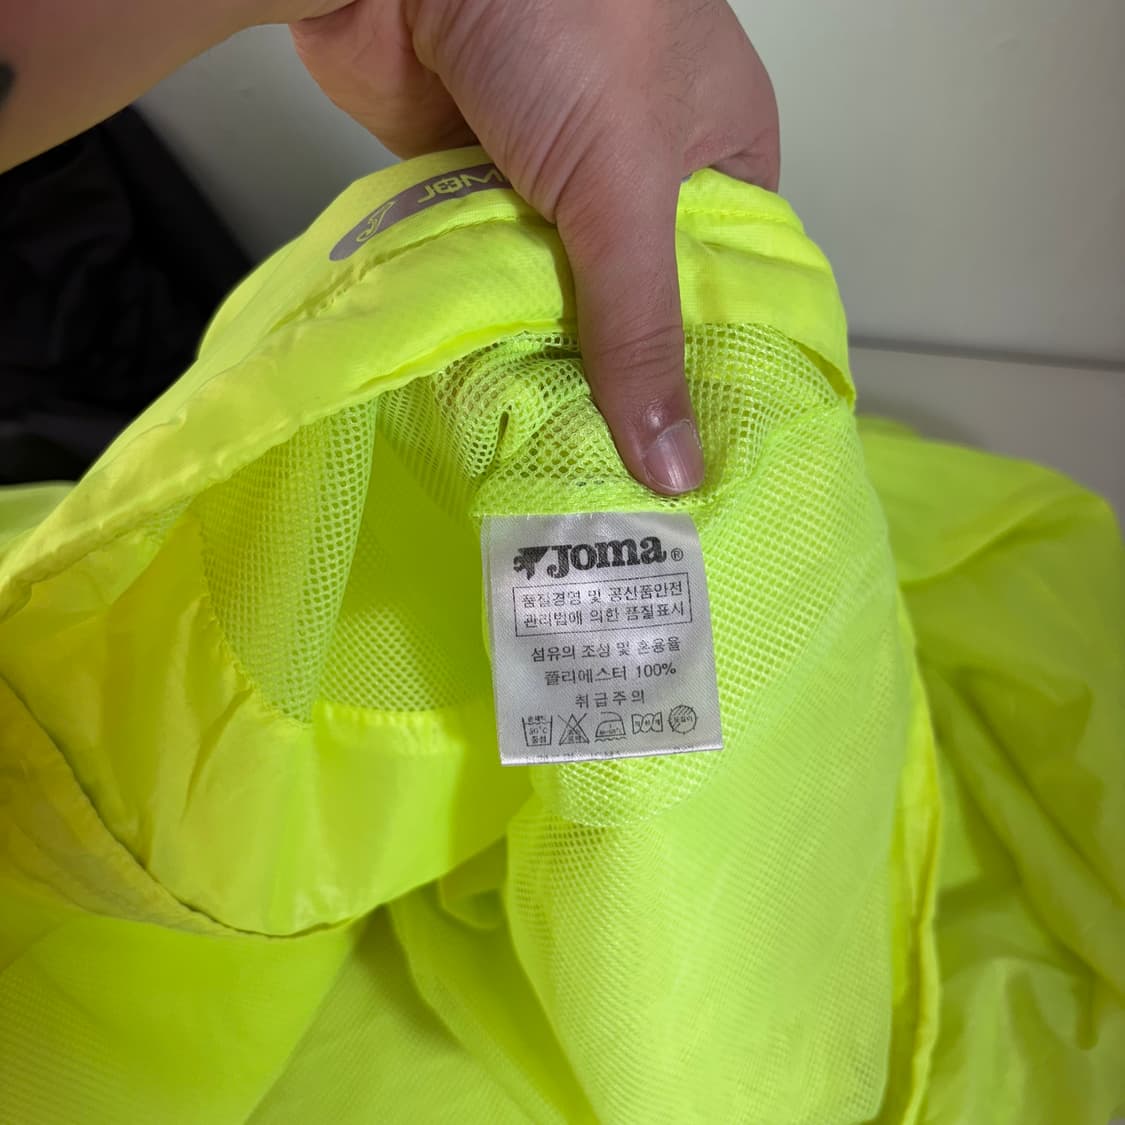 Joma®
품질경영 및 공산품안전
관리법에 의한 품질표시
섬유의 조성 및 혼용율
폴리에스터 100%
취급주의